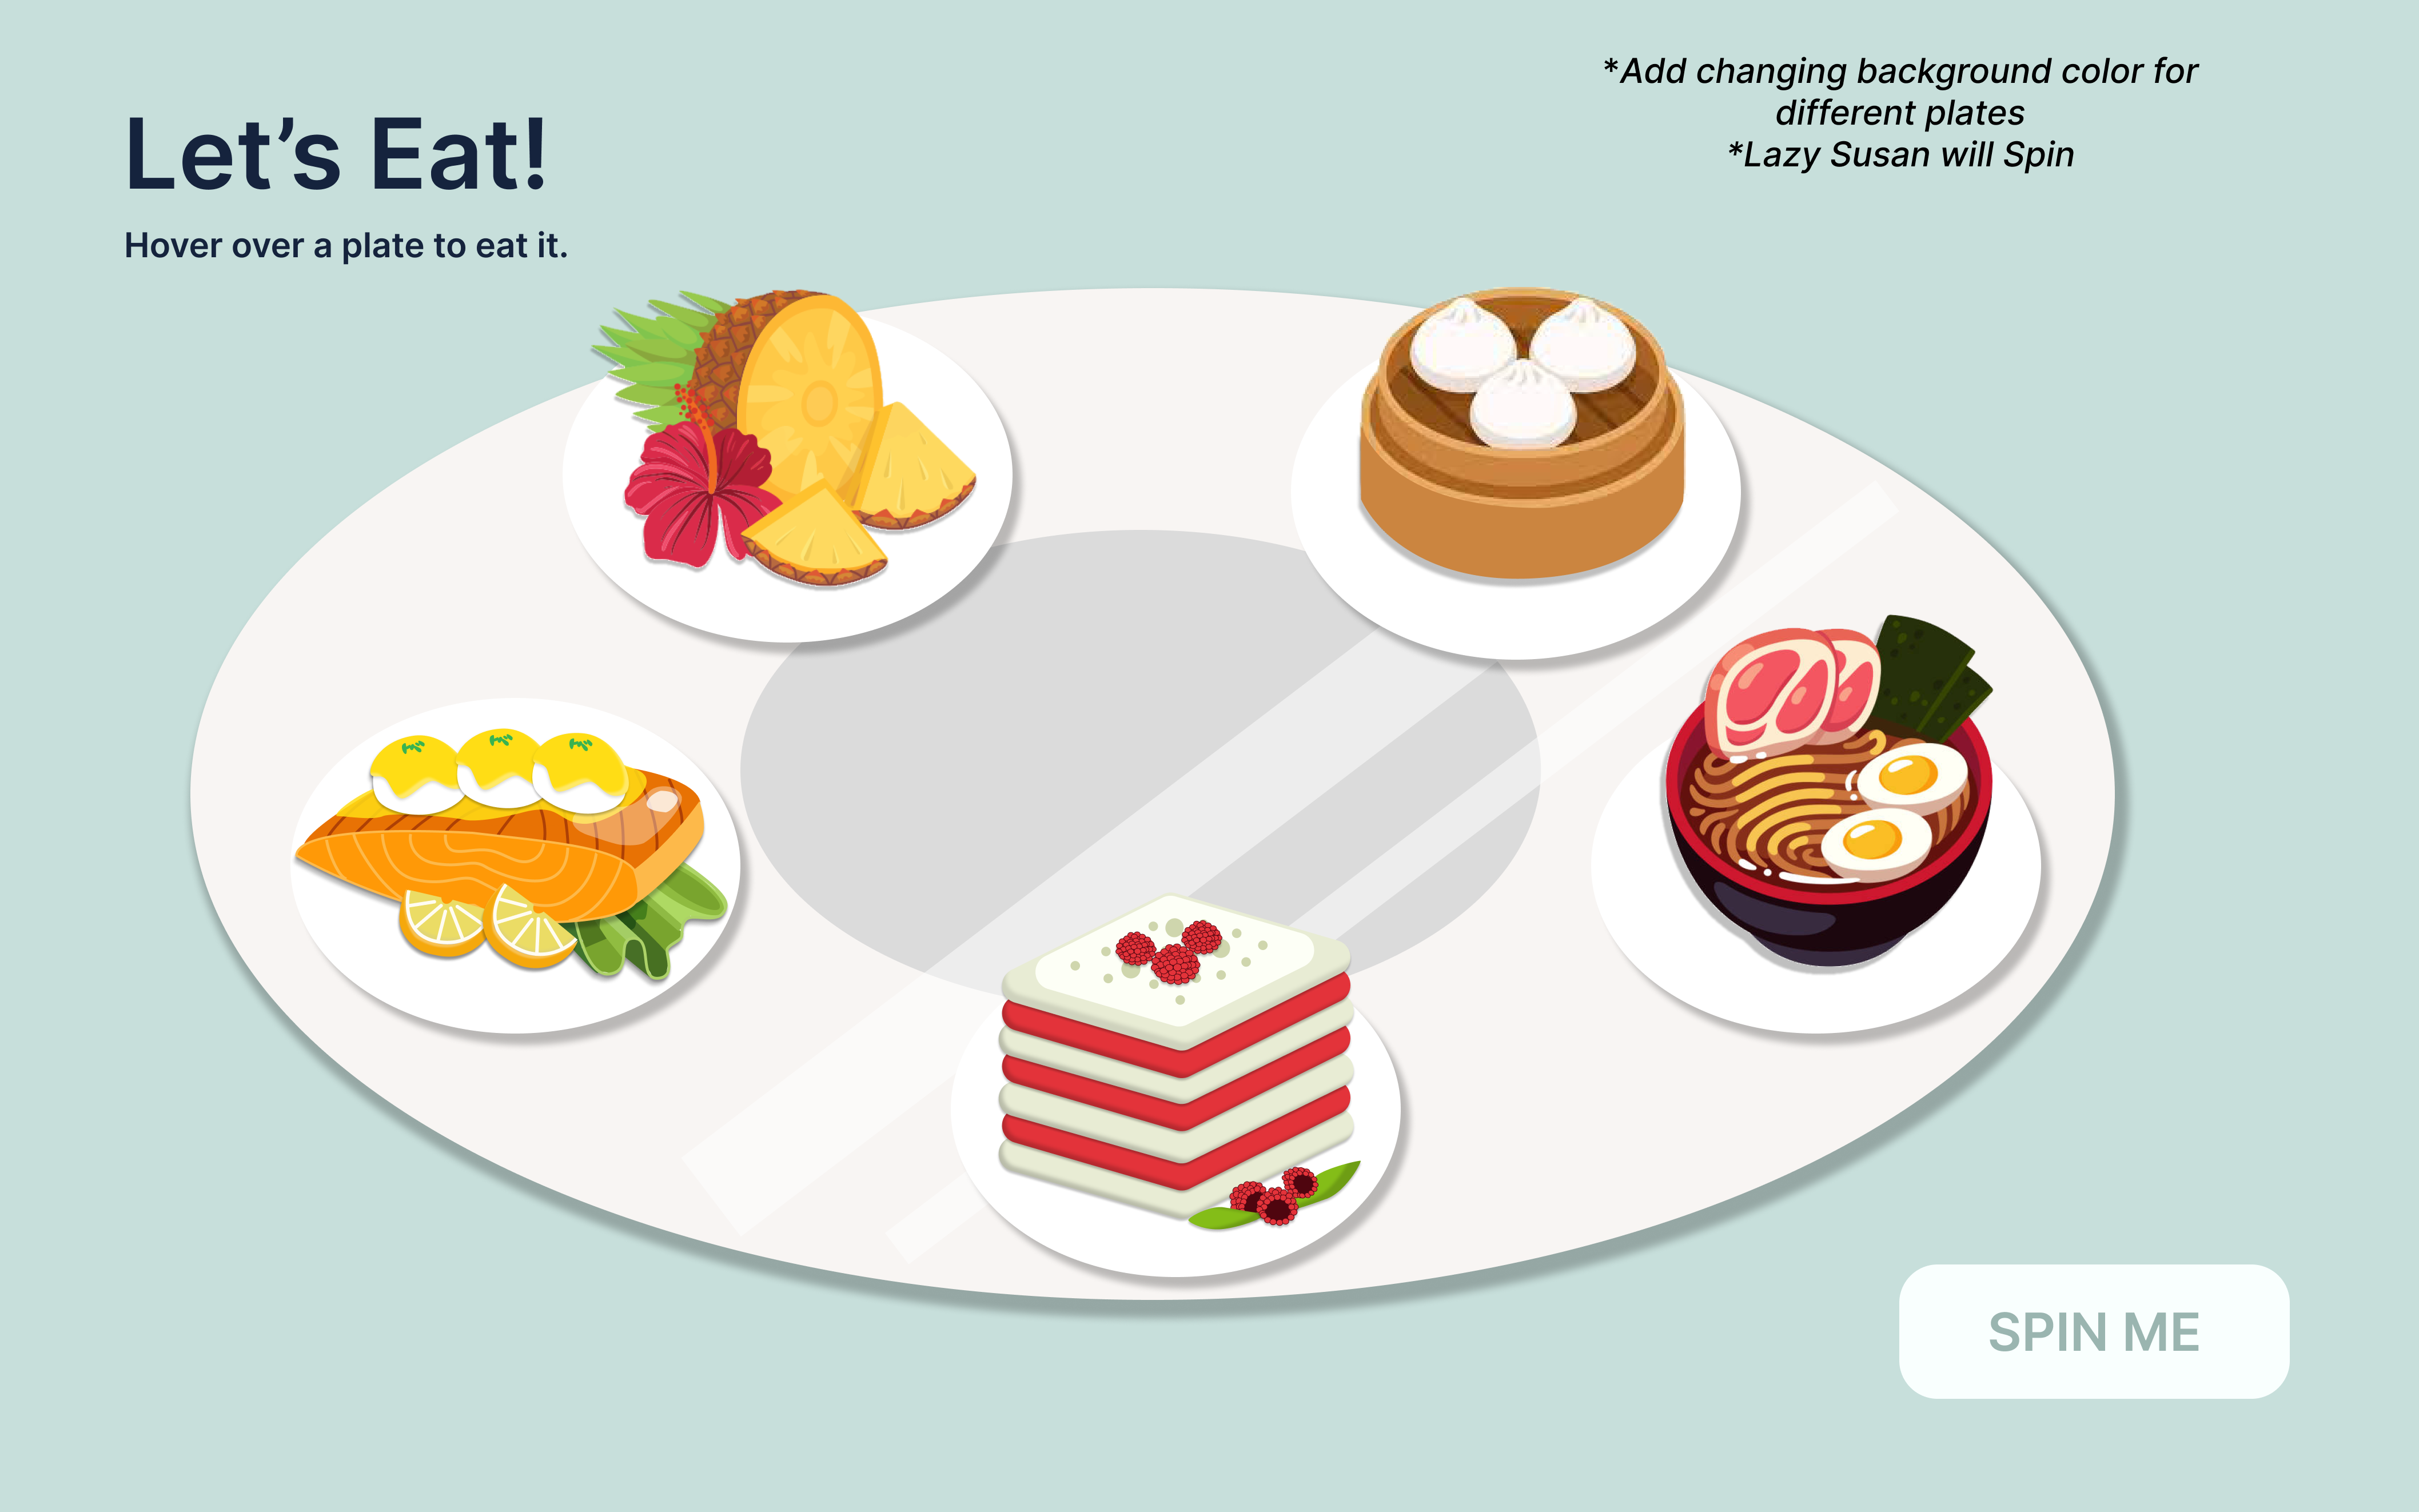 Let’s Eat!
Hover over a plate to eat it.
*Add changing background color for
different plates
*Lazy Susan will Spin
SPIN ME